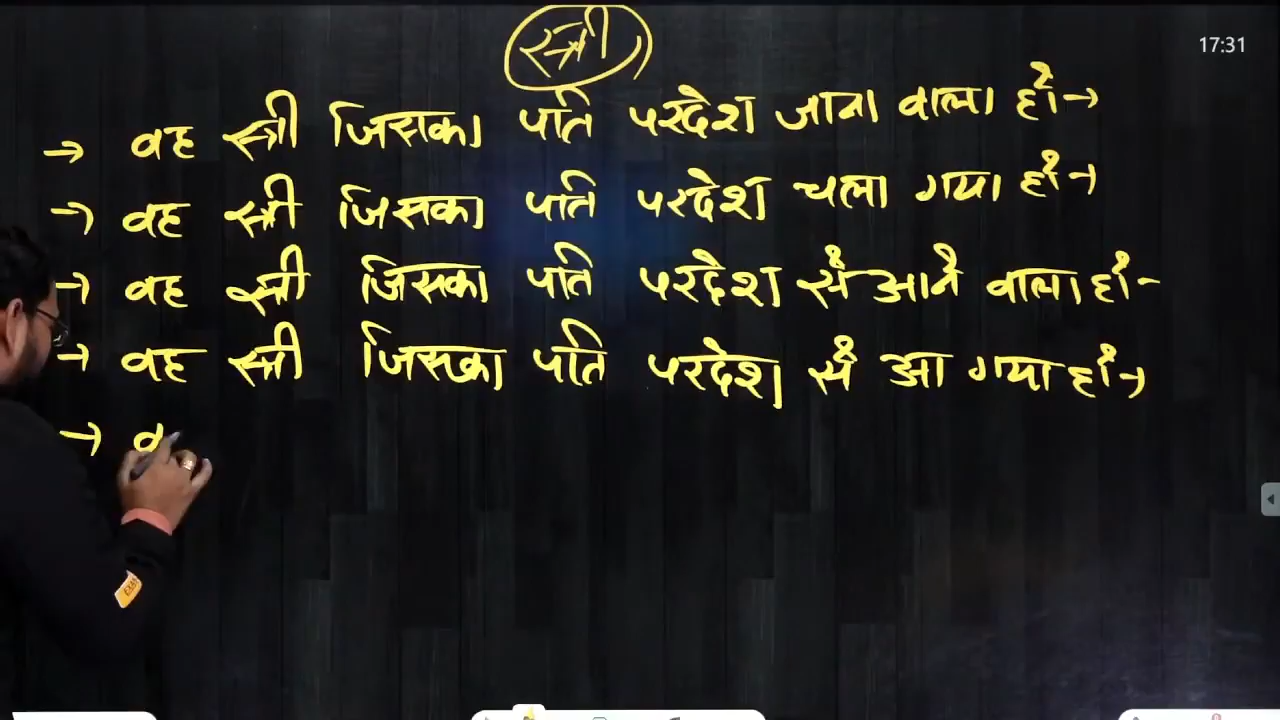 17:31
स्त्री
→ वह स्त्री जिसका पति परदेश जाना वाला हो→
→ वह स्त्री जिसका पति परदेश चला गया हो→
→ वह स्त्री जिसका पति परदेश से आने वाला हो-
→ वह स्त्री जिसका पति परदेश से आ गया हो→
→ व